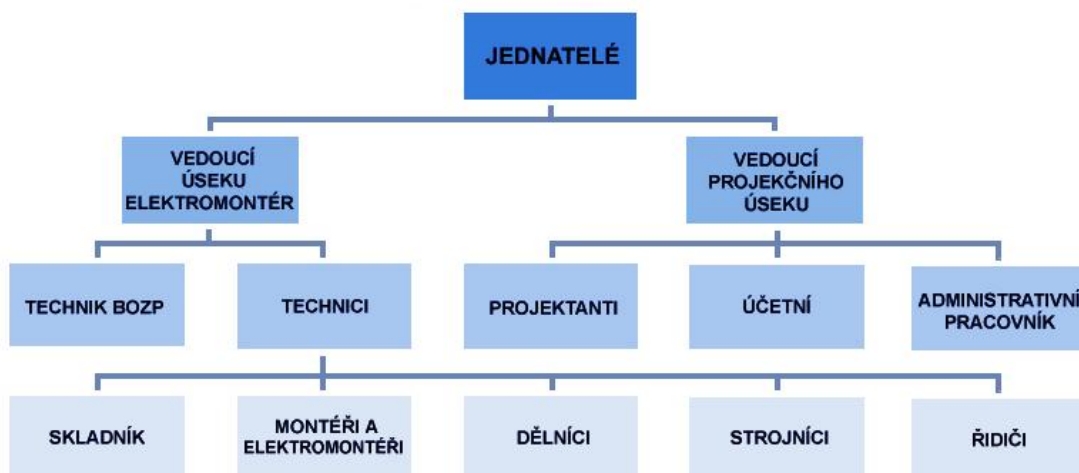 JEDNATELÉ
VEDOUCÍ
ÚSEKU
ELEKTROMONTÉR
VEDOUCÍ
PROJEKČNÍHO
ÚSEKU
TECHNIK BOZP
TECHNICI
PROJEKTANTI
ÚČETNÍ
ADMINISTRATIVNÍ
PRACOVNÍK
SKLADNÍK
MONTÉŘI A
ELEKTROMONTÉŘI
DĚLNÍCI
STROJNÍCI
ŘIDIČI